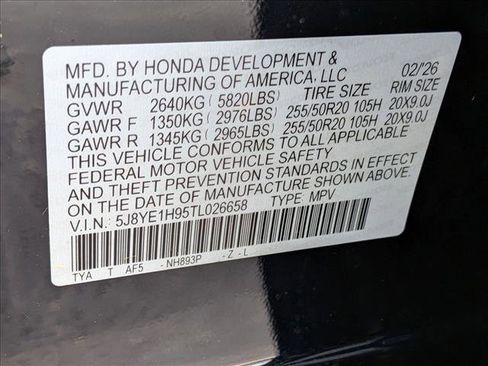 MFD. BY HONDA DEVELOPMENT & 02/'26
MANUFACTURING OF AMERICA, LLC
GVWR 2640KG ( 5820LBS) TIRE SIZE RIM SIZE
GAWR F 1350KG ( 2976LBS) 255/50R20 105H 20X9.0J
GAWR R 1345KG ( 2965LBS) 255/50R20 105H 20X9.0J
THIS VEHICLE CONFORMS TO ALL APPLICABLE
FEDERAL MOTOR VEHICLE SAFETY
AND THEFT PREVENTION STANDARDS IN EFFECT
ON THE DATE OF MANUFACTURE SHOWN ABOVE.
V.I.N.: 5J8YE1H95TL026658 TYPE: MPV
TYA T AF5 -NH893P -Z-L